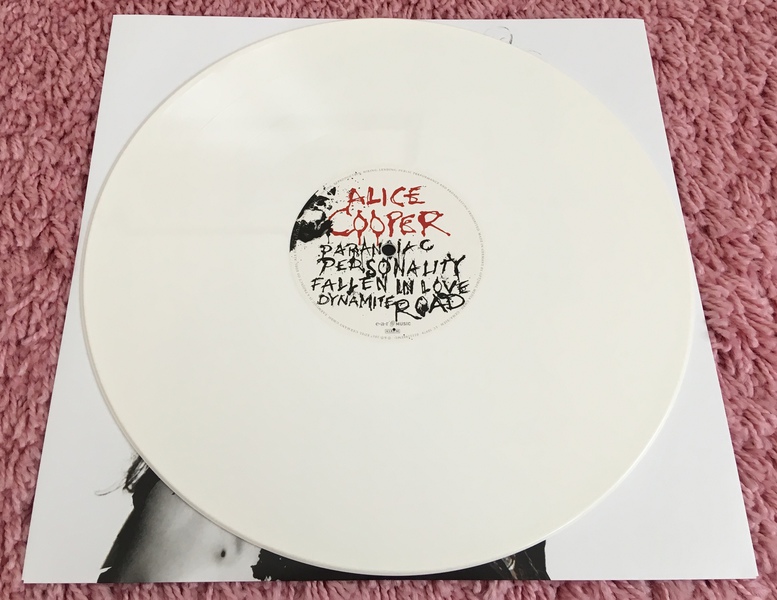 ALICE
COOPER
PARANOIAC
PERSONALITY
FALLEN IN LOVE
DYNAMITE ROAD